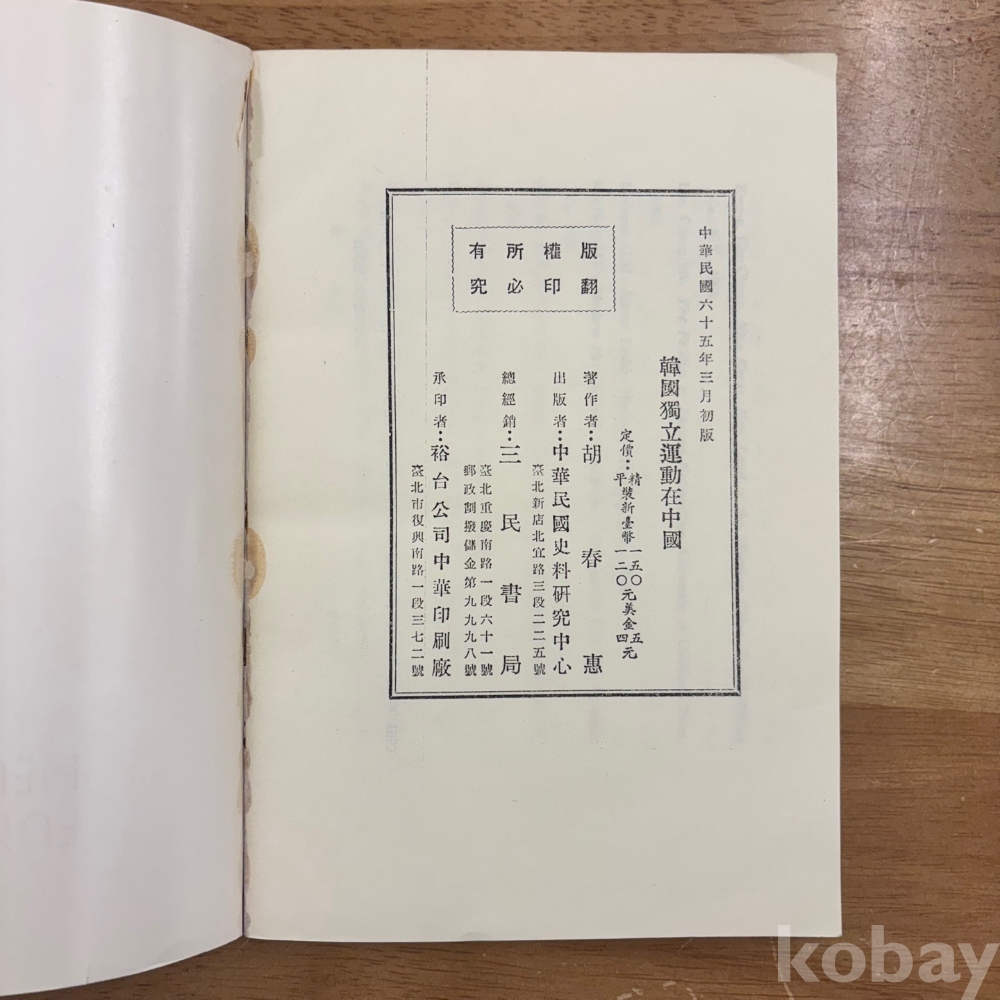 中華民國六十五年三月初版
韓國獨立運動在中國
定價：精裝新臺幣一五〇元美金五元
平裝新臺幣一二〇元美金四元
著作者：胡春惠
出版者：中華民國史料研究中心
臺北新店北宜路三段二二五號
總經銷：三民書局
臺北重慶南路一段六十一號
郵政劃撥儲金第九九九八號
承印者：裕台公司中華印刷廠
臺北市復興南路一段三七二號
版權所有
翻印必究
kobay